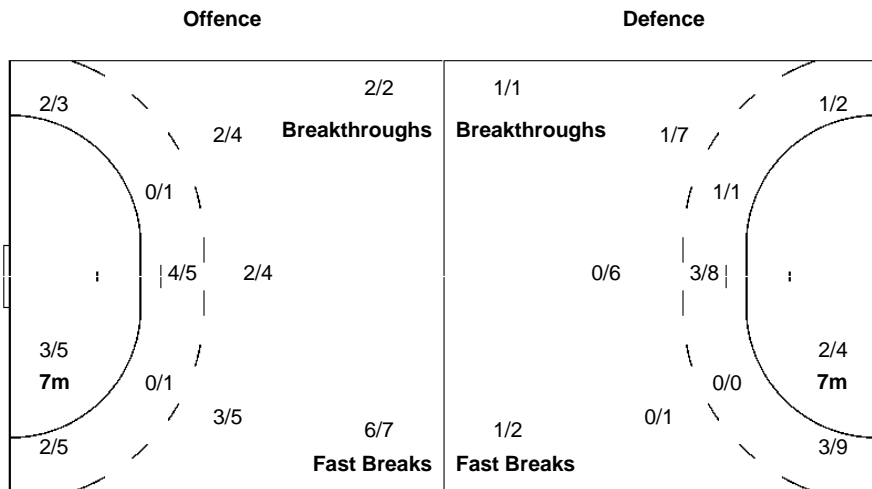 Offence Defence
2/2 1/1
2/3 1/2
2/4 Breakthroughs Breakthroughs 1/7
0/1 1/1
4/5 2/4 0/6 3/8
3/5 2/4
7m 0/1 0/0 7m
3/5 0/1
6/7 1/2
2/5 3/9
Fast Breaks Fast Breaks